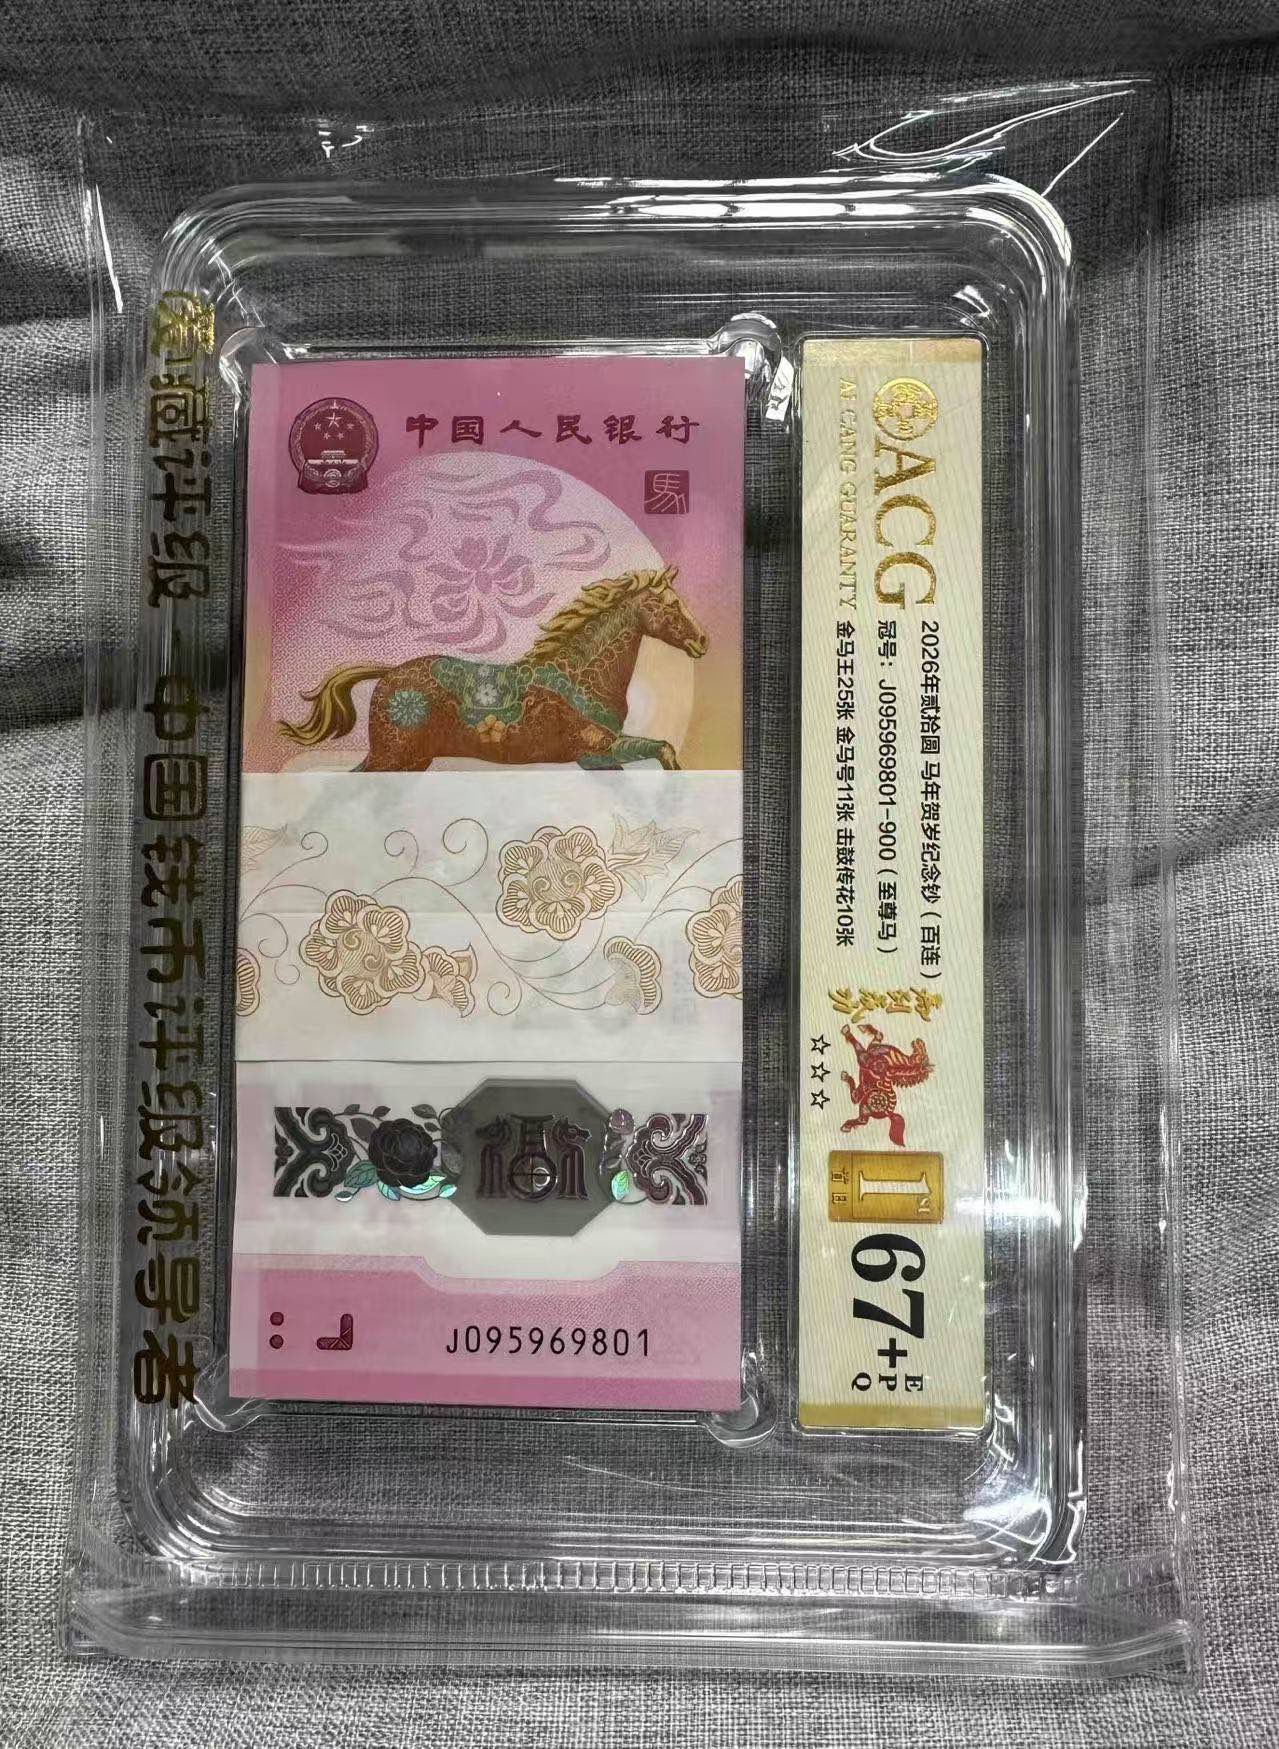 爱藏评级 中国钱币评级领导者
中国人民银行
馬
J095969801
ACG
AI CANG GUARANTY
2026年贰拾圆 马年贺岁纪念钞（百连）
冠号：J095969801-900（至尊马）
金马王25张 金马号11张 击鼓传花10张
1ST
首日
67+
E
P
Q